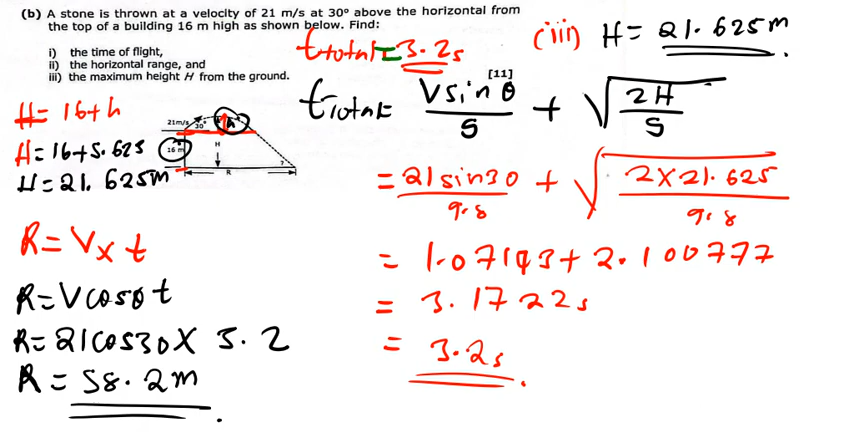 (b) A stone is thrown at a velocity of 21 m/s at 30° above the horizontal from
the top of a building 16 m high as shown below. Find:
i) the time of flight,
ii) the horizontal range, and
iii) the maximum height H from the ground.
[11]
t total = 3.2s
(iii) H = 21.625m.
H = 16+h
H = 16+5.625
H = 21.625m
21m/s
30°
h
16 m
H
R
t total = Vsinθ/g + √2H/g
= 21sin30/9.8 + √2×21.625/9.8
= 1.07143 + 2.100777
= 3.1722s
= 3.2s.
R = Vx t
R = Vcosθ t
R = 21cos30 × 3.2
R = 58.2m.